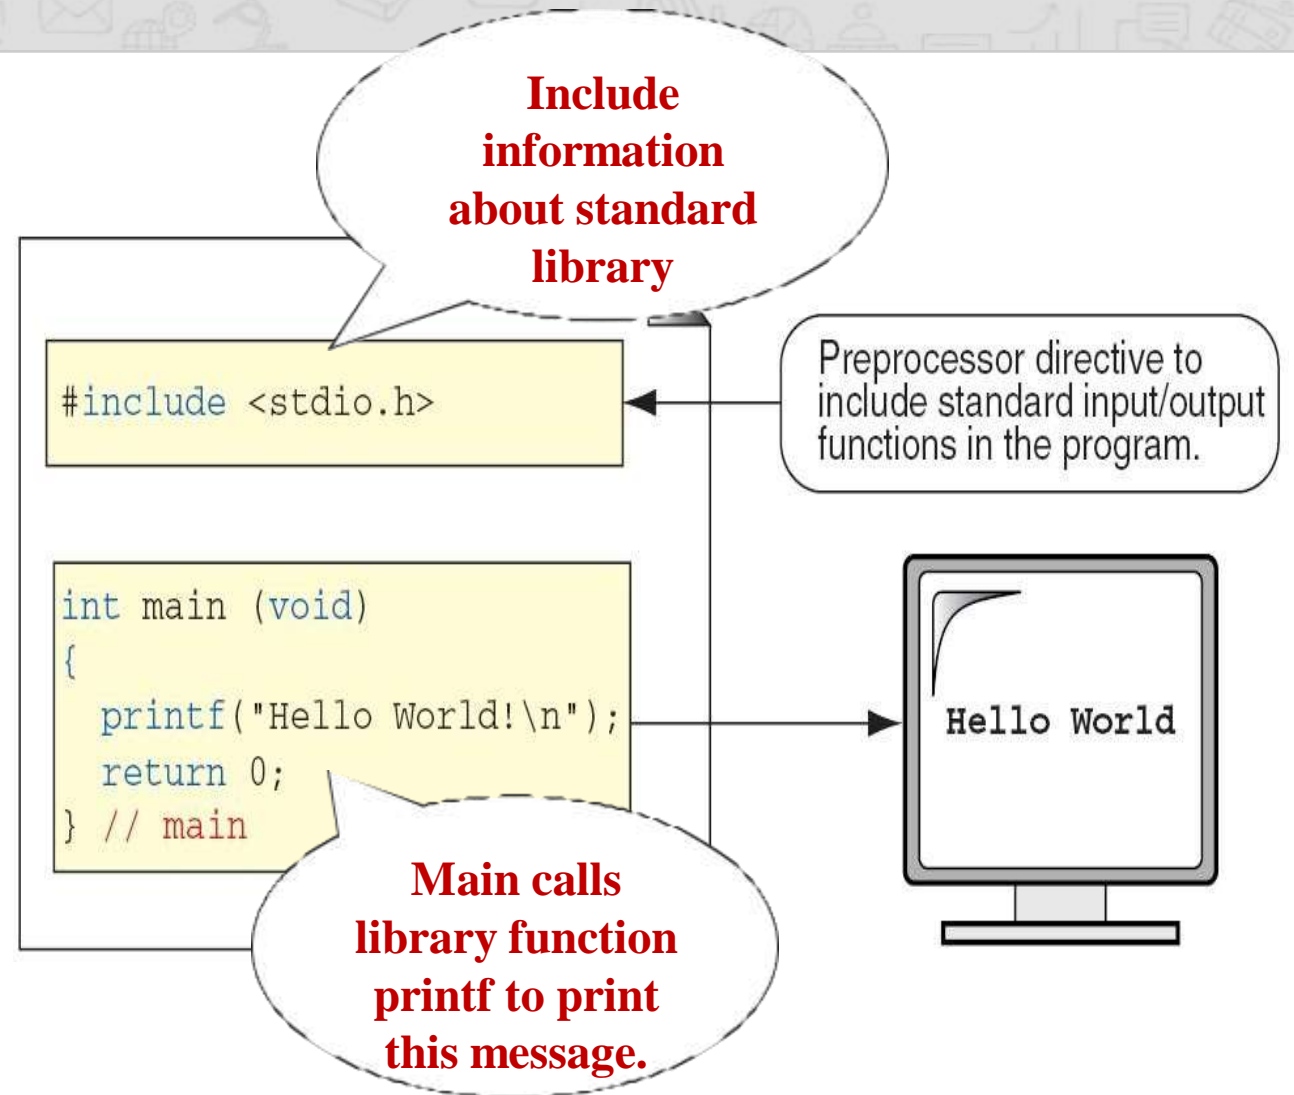 Include
information
about standard
library
#include <stdio.h>
Preprocessor directive to
include standard input/output
functions in the program.
int main (void)
{
printf("Hello World!\n");
return 0;
} // main
Hello World
Main calls
library function
printf to print
this message.